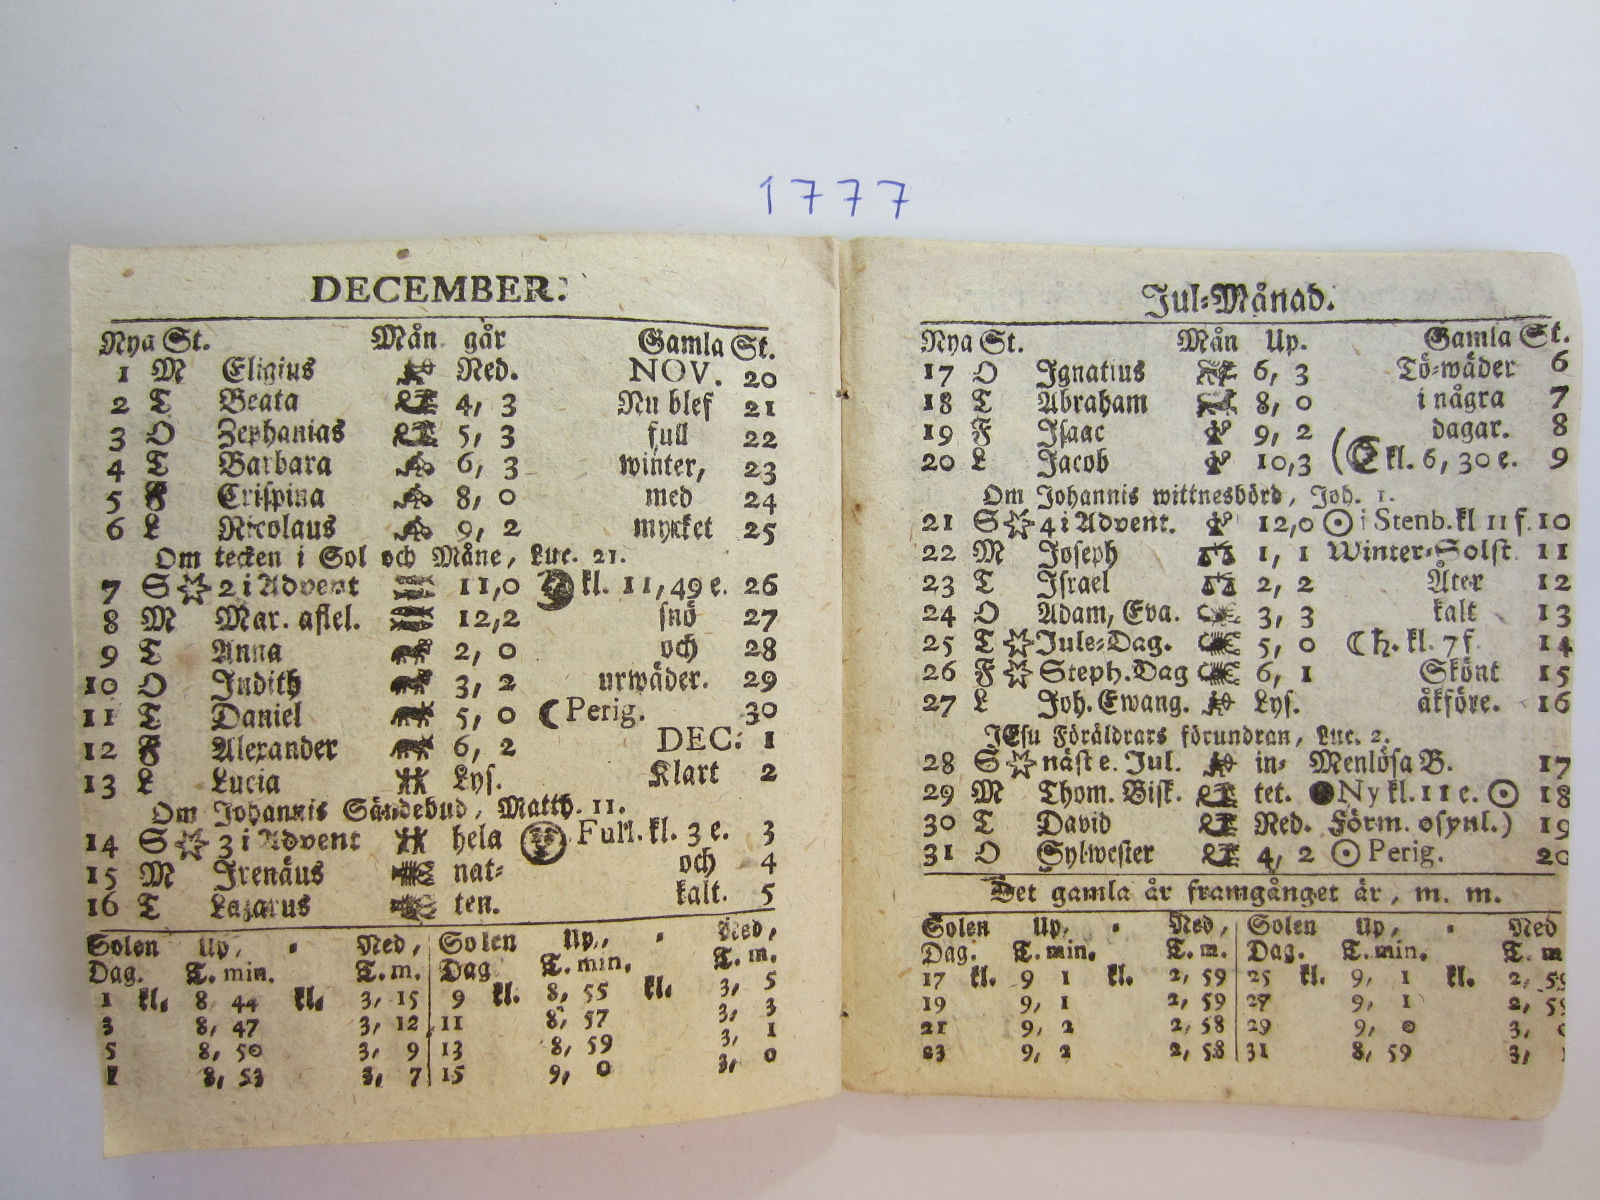 1777
DECEMBER.
Nya St. Mån går Gamla St.
1 M Eligius Ned. NOV. 20
2 T Beata 4, 3 Nu blef 21
3 O Zephanias 5, 3 full 22
4 T Barbara 6, 3 winter, 23
5 F Crispina 8, 0 med 24
6 L Nicolaus 9, 2 mycket 25
Om tecken i Sol och Måne, Luc. 21.
7 S 2 i Advent 11,0 kl. 11,49 e. 26
8 M Mar. aflel. 12,2 snö 27
9 T Anna 2, 0 och 28
10 O Judith 3, 2 urwäder. 29
11 T Daniel 5, 0 ☾ Perig. 30
12 F Alexander 6, 2 DEC: 1
13 L Lucia Lys. Klart 2
Om Johannis Sändebud, Matth. 11.
14 S 3 i Advent hela Full. kl. 3 e. 3
15 M Irenäus nat= och 4
16 T Lazarus ten. kalt. 5
Solen Up, Ned, Solen Up, Ned,
Dag. T. min. T. m. Dag T. min. T. m.
1 kl. 8 44 kl. 3, 15 9 kl. 8, 55 kl. 3, 5
3 8, 47 3, 12 11 8, 57 3, 3
5 8, 50 3, 9 13 8, 59 3, 1
7 8, 53 3, 7 15 9, 0 3, 0
Jul=Månad.
Nya St. Mån Up. Gamla St.
17 O Ignatius 6, 3 Tö=wäder 6
18 T Abraham 8, 0 i några 7
19 F Isaac 9, 2 dagar. 8
20 L Jacob 10,3 (☾ kl. 6, 30 e. 9
Om Johannis wittnesbörd, Joh. 1.
21 S 4 i Advent. 12,0 ☉ i Stenb. kl 11 f. 10
22 M Joseph 1, 1 Winter=Solst. 11
23 T Israel 2, 2 Åter 12
24 O Adam, Eva. 3, 3 kalt 13
25 T Jule=Dag. 5, 0 ☾ h. kl. 7 f. 14
26 F Steph. Dag 6, 1 Skönt 15
27 L Joh. Ewang. Lys. åkföre. 16
JEsu Föräldrars förundran, Luc. 2.
28 S näst e. Jul. in= Menlösa B. 17
29 M Thom. Bisk. tet. ● Ny kl. 11 e. ☉ 18
30 T David Ned. Förm. osynl.) 19
31 O Sylwester 4, 2 ☉ Perig. 20
Det gamla år framgånget är, m. m.
Solen Up, Ned, Solen Up, Ned
Dag. T. min. T. m. Dag. T. min. T. m
17 kl. 9 1 kl. 2, 59 25 kl. 9, 1 kl. 2, 59
19 9, 1 2, 59 27 9, 1 2, 59
21 9, 2 2, 58 29 9, 0 3, 0
23 9, 2 2, 58 31 8, 59 3,